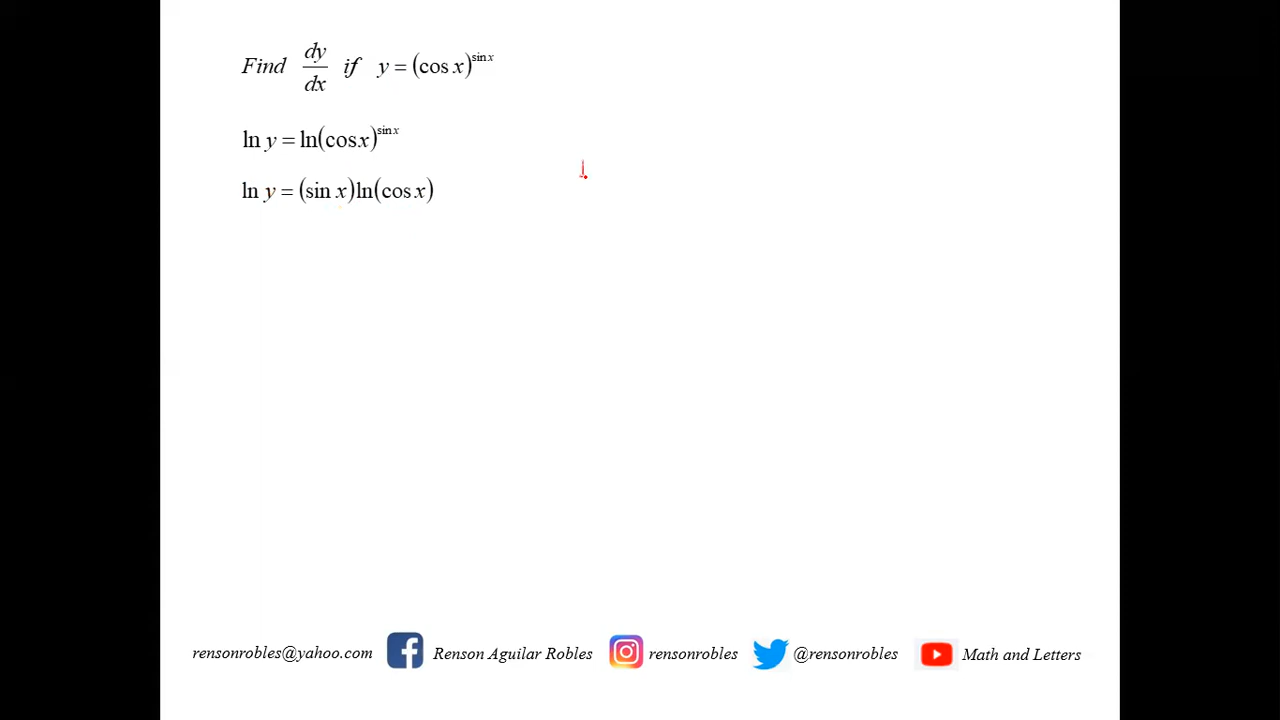 Find dy/dx if y = (cos x)^sin x
ln y = ln(cos x)^sin x
ln y = (sin x)ln(cos x)
rensonrobles@yahoo.com Renson Aguilar Robles rensonrobles @rensonrobles Math and Letters